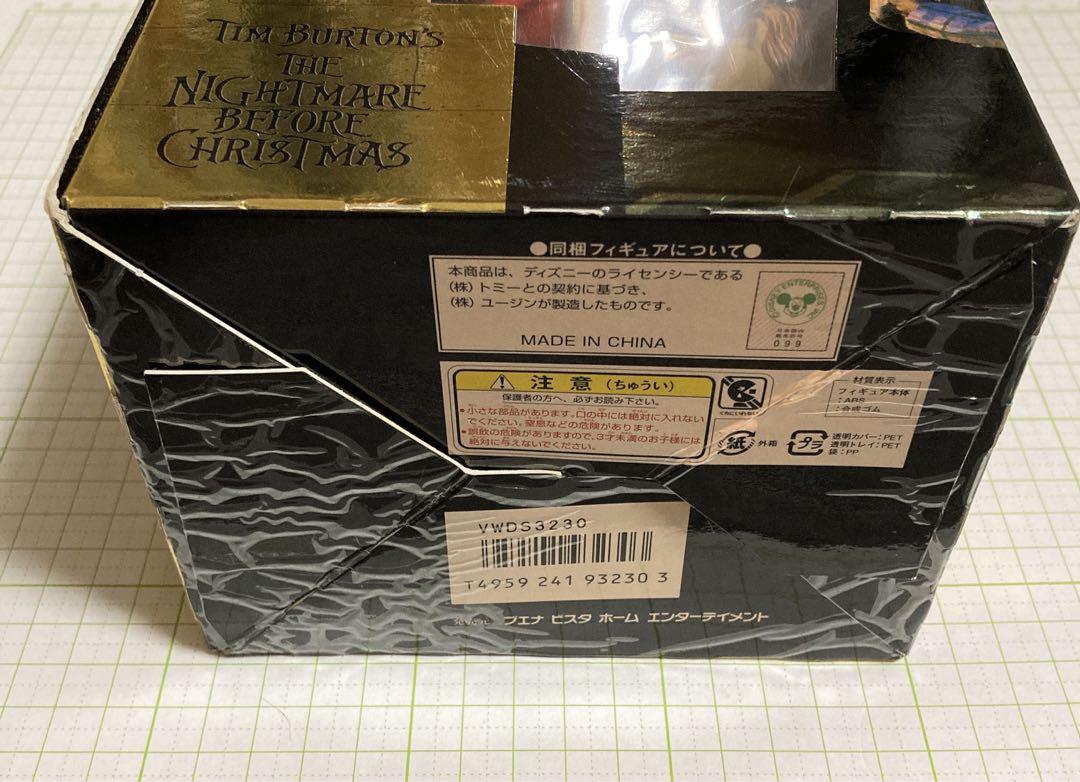 TIM BURTON'S
THE
NIGHTMARE
BEFORE
CHRISTMAS
●同梱フィギュアについて●
本商品は、ディズニーのライセンシーである
(株)トミーとの契約に基づき、
(株)ユージンが製造したものです。
MADE IN CHINA
099
注意(ちゅうい)
保護者の方へ、必ずお読み下さい。
・小さな部品があります。口の中には絶対に入れない
でください。窒息などの危険があります。
・誤飲の危険がありますので、3才未満のお子様には
絶対に与えないでください。
くちにいれない
紙 外箱
プラ
透明カバー:PET
透明トレイ:PET
袋:PP
材質表示
フィギュア本体
:ABS
:合成ゴム
VWDS3230
T4959 241 93230 3
ブエナ ビスタ ホーム エンターテイメント